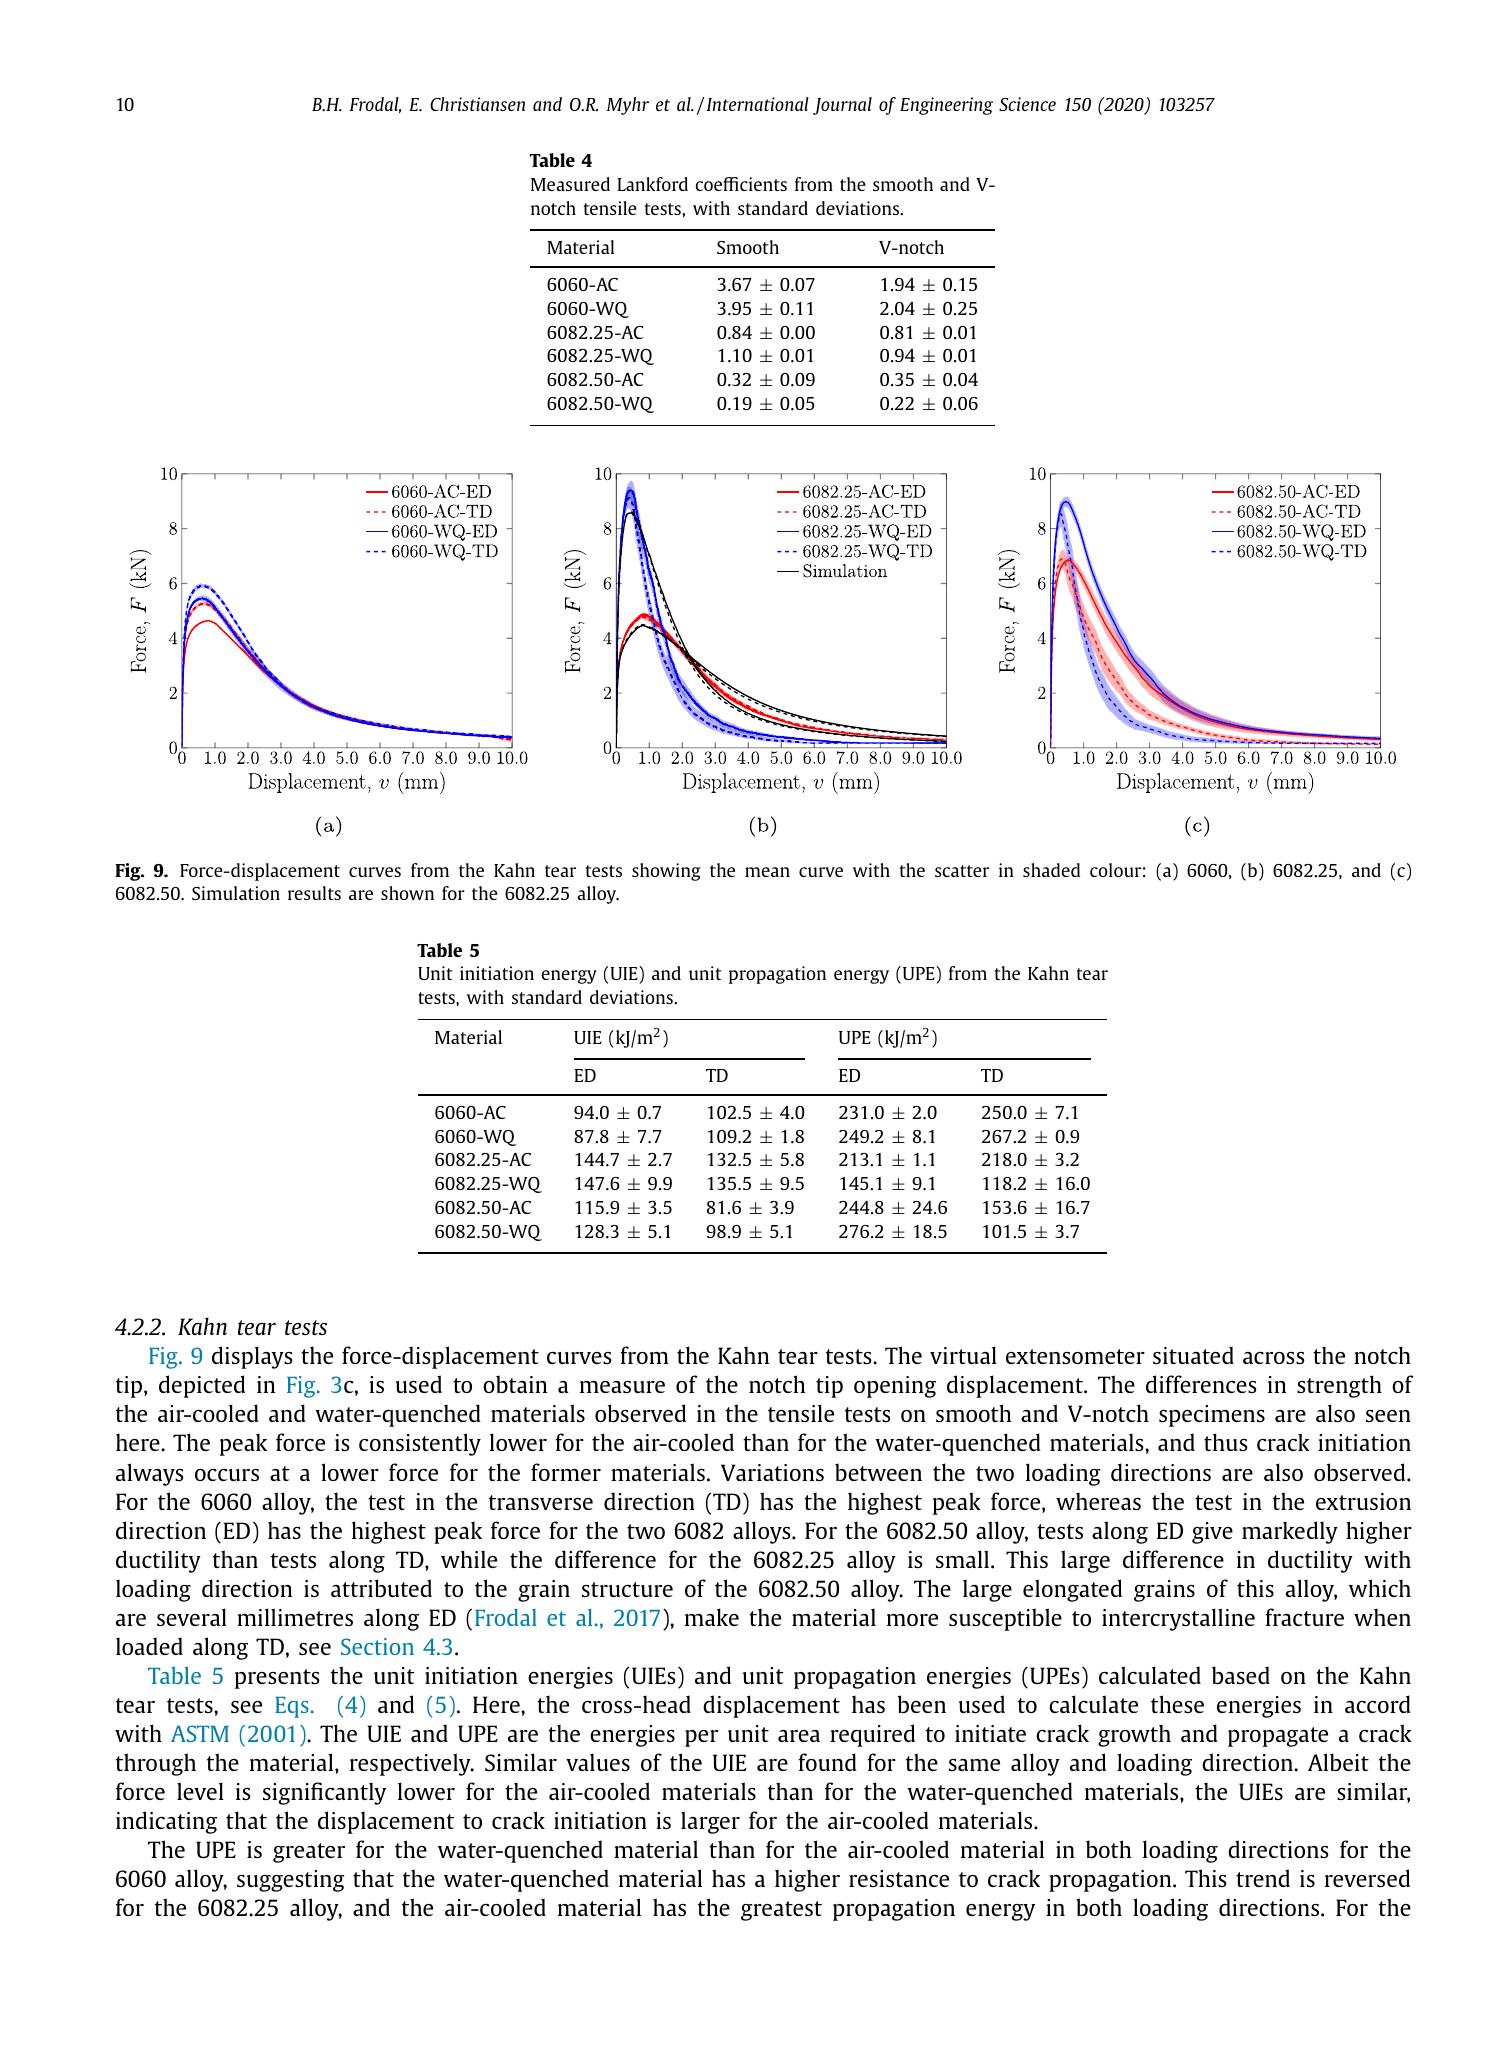 10
B.H. Frodal, E. Christiansen and O.R. Myhr et al. / International Journal of Engineering Science 150 (2020) 103257
Table 4
Measured Lankford coefficients from the smooth and V-
notch tensile tests, with standard deviations.
Material Smooth V-notch
6060-AC 3.67 ± 0.07 1.94 ± 0.15
6060-WQ 3.95 ± 0.11 2.04 ± 0.25
6082.25-AC 0.84 ± 0.00 0.81 ± 0.01
6082.25-WQ 1.10 ± 0.01 0.94 ± 0.01
6082.50-AC 0.32 ± 0.09 0.35 ± 0.04
6082.50-WQ 0.19 ± 0.05 0.22 ± 0.06
10
8
6
4
2
0
Force, F (kN)
6060-AC-ED
6060-AC-TD
6060-WQ-ED
6060-WQ-TD
0 1.0 2.0 3.0 4.0 5.0 6.0 7.0 8.0 9.0 10.0
Displacement, v (mm)
(a)
10
8
6
4
2
0
Force, F (kN)
6082.25-AC-ED
6082.25-AC-TD
6082.25-WQ-ED
6082.25-WQ-TD
Simulation
0 1.0 2.0 3.0 4.0 5.0 6.0 7.0 8.0 9.0 10.0
Displacement, v (mm)
(b)
10
8
6
4
2
0
Force, F (kN)
6082.50-AC-ED
6082.50-AC-TD
6082.50-WQ-ED
6082.50-WQ-TD
0 1.0 2.0 3.0 4.0 5.0 6.0 7.0 8.0 9.0 10.0
Displacement, v (mm)
(c)
Fig. 9. Force-displacement curves from the Kahn tear tests showing the mean curve with the scatter in shaded colour: (a) 6060, (b) 6082.25, and (c)
6082.50. Simulation results are shown for the 6082.25 alloy.
Table 5
Unit initiation energy (UIE) and unit propagation energy (UPE) from the Kahn tear
tests, with standard deviations.
Material UIE (kJ/m²) UPE (kJ/m²)
ED TD ED TD
6060-AC 94.0 ± 0.7 102.5 ± 4.0 231.0 ± 2.0 250.0 ± 7.1
6060-WQ 87.8 ± 7.7 109.2 ± 1.8 249.2 ± 8.1 267.2 ± 0.9
6082.25-AC 144.7 ± 2.7 132.5 ± 5.8 213.1 ± 1.1 218.0 ± 3.2
6082.25-WQ 147.6 ± 9.9 135.5 ± 9.5 145.1 ± 9.1 118.2 ± 16.0
6082.50-AC 115.9 ± 3.5 81.6 ± 3.9 244.8 ± 24.6 153.6 ± 16.7
6082.50-WQ 128.3 ± 5.1 98.9 ± 5.1 276.2 ± 18.5 101.5 ± 3.7
4.2.2. Kahn tear tests
Fig. 9 displays the force-displacement curves from the Kahn tear tests. The virtual extensometer situated across the notch
tip, depicted in Fig. 3c, is used to obtain a measure of the notch tip opening displacement. The differences in strength of
the air-cooled and water-quenched materials observed in the tensile tests on smooth and V-notch specimens are also seen
here. The peak force is consistently lower for the air-cooled than for the water-quenched materials, and thus crack initiation
always occurs at a lower force for the former materials. Variations between the two loading directions are also observed.
For the 6060 alloy, the test in the transverse direction (TD) has the highest peak force, whereas the test in the extrusion
direction (ED) has the highest peak force for the two 6082 alloys. For the 6082.50 alloy, tests along ED give markedly higher
ductility than tests along TD, while the difference for the 6082.25 alloy is small. This large difference in ductility with
loading direction is attributed to the grain structure of the 6082.50 alloy. The large elongated grains of this alloy, which
are several millimetres along ED (Frodal et al., 2017), make the material more susceptible to intercrystalline fracture when
loaded along TD, see Section 4.3.
Table 5 presents the unit initiation energies (UIEs) and unit propagation energies (UPEs) calculated based on the Kahn
tear tests, see Eqs. (4) and (5). Here, the cross-head displacement has been used to calculate these energies in accord
with ASTM (2001). The UIE and UPE are the energies per unit area required to initiate crack growth and propagate a crack
through the material, respectively. Similar values of the UIE are found for the same alloy and loading direction. Albeit the
force level is significantly lower for the air-cooled materials than for the water-quenched materials, the UIEs are similar,
indicating that the displacement to crack initiation is larger for the air-cooled materials.
The UPE is greater for the water-quenched material than for the air-cooled material in both loading directions for the
6060 alloy, suggesting that the water-quenched material has a higher resistance to crack propagation. This trend is reversed
for the 6082.25 alloy, and the air-cooled material has the greatest propagation energy in both loading directions. For the